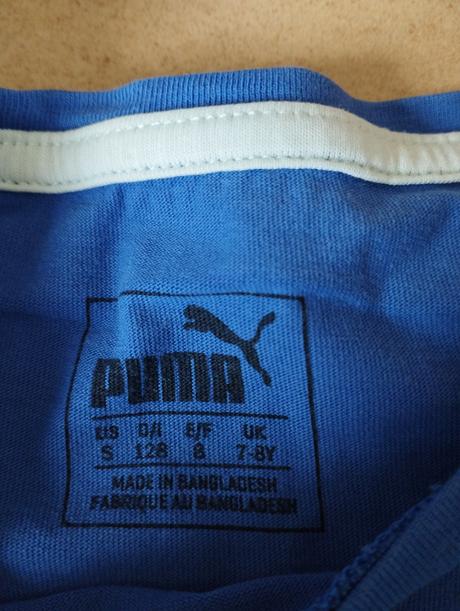 PUMA
US D/I E/F UK
S 128 8 7-8Y
MADE IN BANGLADESH
FABRIQUE AU BANGLADESH